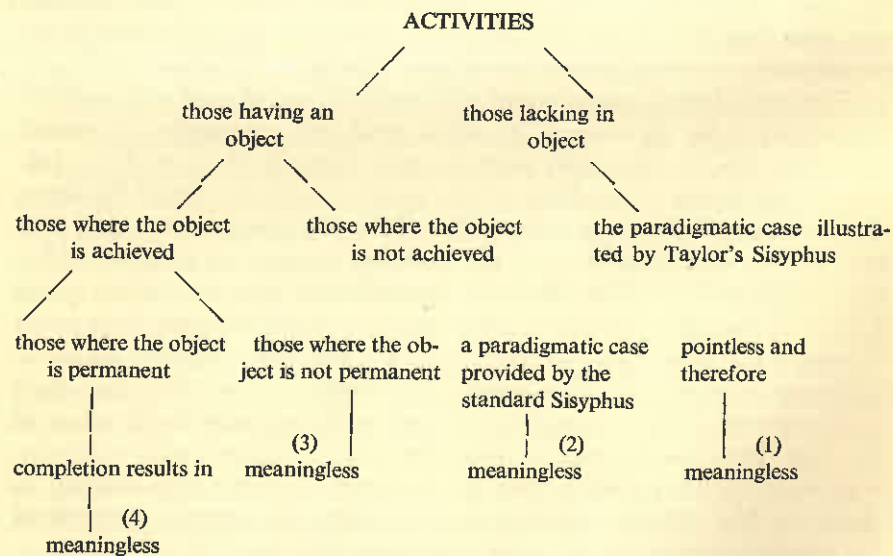 ACTIVITIES
those having an
object
those lacking in
object
those where the object
is achieved
those where the object
is not achieved
the paradigmatic case illustra-
ted by Taylor's Sisyphus
those where the object
is permanent
those where the ob-
ject is not permanent
a paradigmatic case
provided by the
standard Sisyphus
pointless and
therefore
completion results in
(3)
meaningless
(2)
meaningless
(1)
meaningless
(4)
meaningless